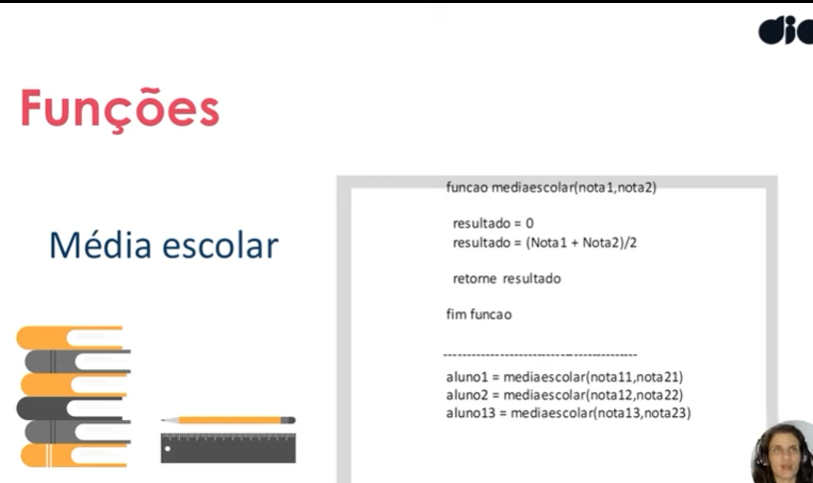 Funções
Média escolar
funcao mediaescolar(nota1,nota2)
resultado = 0
resultado = (Nota1 + Nota2)/2
retorne resultado
fim funcao
----------------------------------------
aluno1 = mediaescolar(nota11,nota21)
aluno2 = mediaescolar(nota12,nota22)
aluno13 = mediaescolar(nota13,nota23)